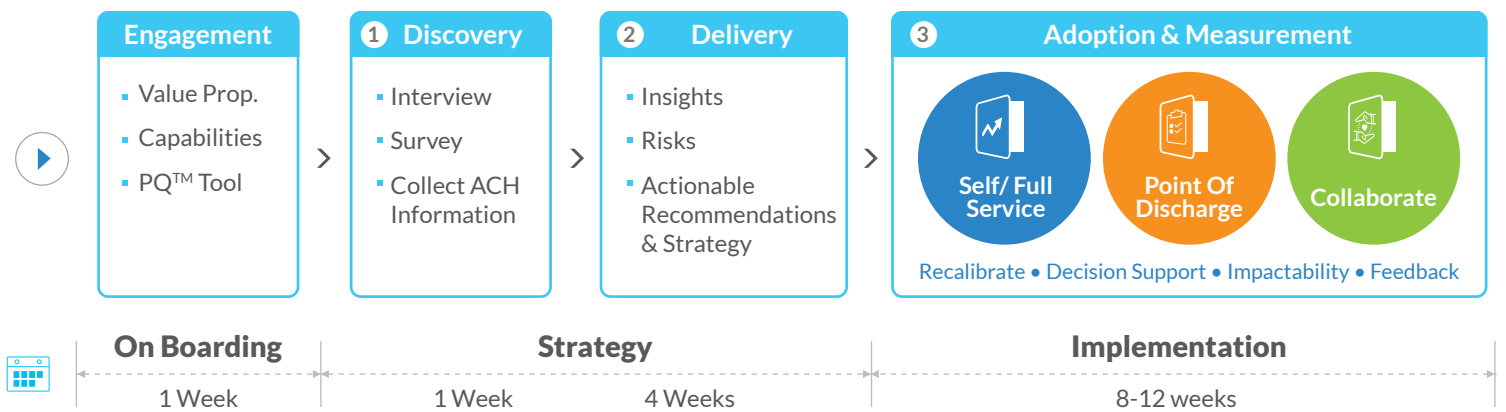 Engagement
Value Prop.
Capabilities
PQ™ Tool
1 Discovery
Interview
Survey
Collect ACH
Information
2 Delivery
Insights
Risks
Actionable
Recommendations
& Strategy
3 Adoption & Measurement
Self/ Full
Service
Point Of
Discharge
Collaborate
Recalibrate • Decision Support • Impactability • Feedback
On Boarding
Strategy
Implementation
1 Week
1 Week
4 Weeks
8-12 weeks